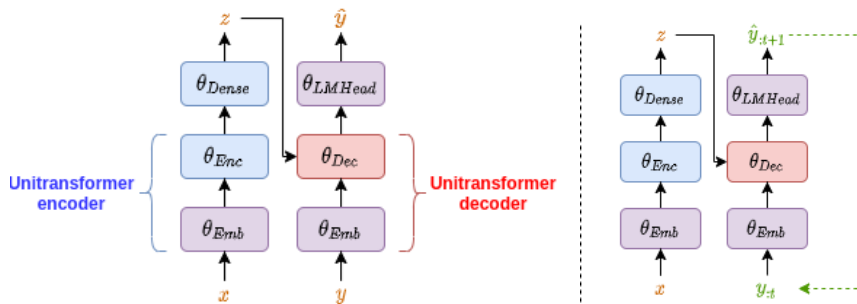 z
ŷ
θ_Dense
θ_LMHead
Unitransformer
encoder
θ_Enc
θ_Dec
Unitransformer
decoder
θ_Emb
θ_Emb
x
y
z
ŷ_:t+1
θ_Dense
θ_LMHead
θ_Enc
θ_Dec
θ_Emb
θ_Emb
x
y_:t